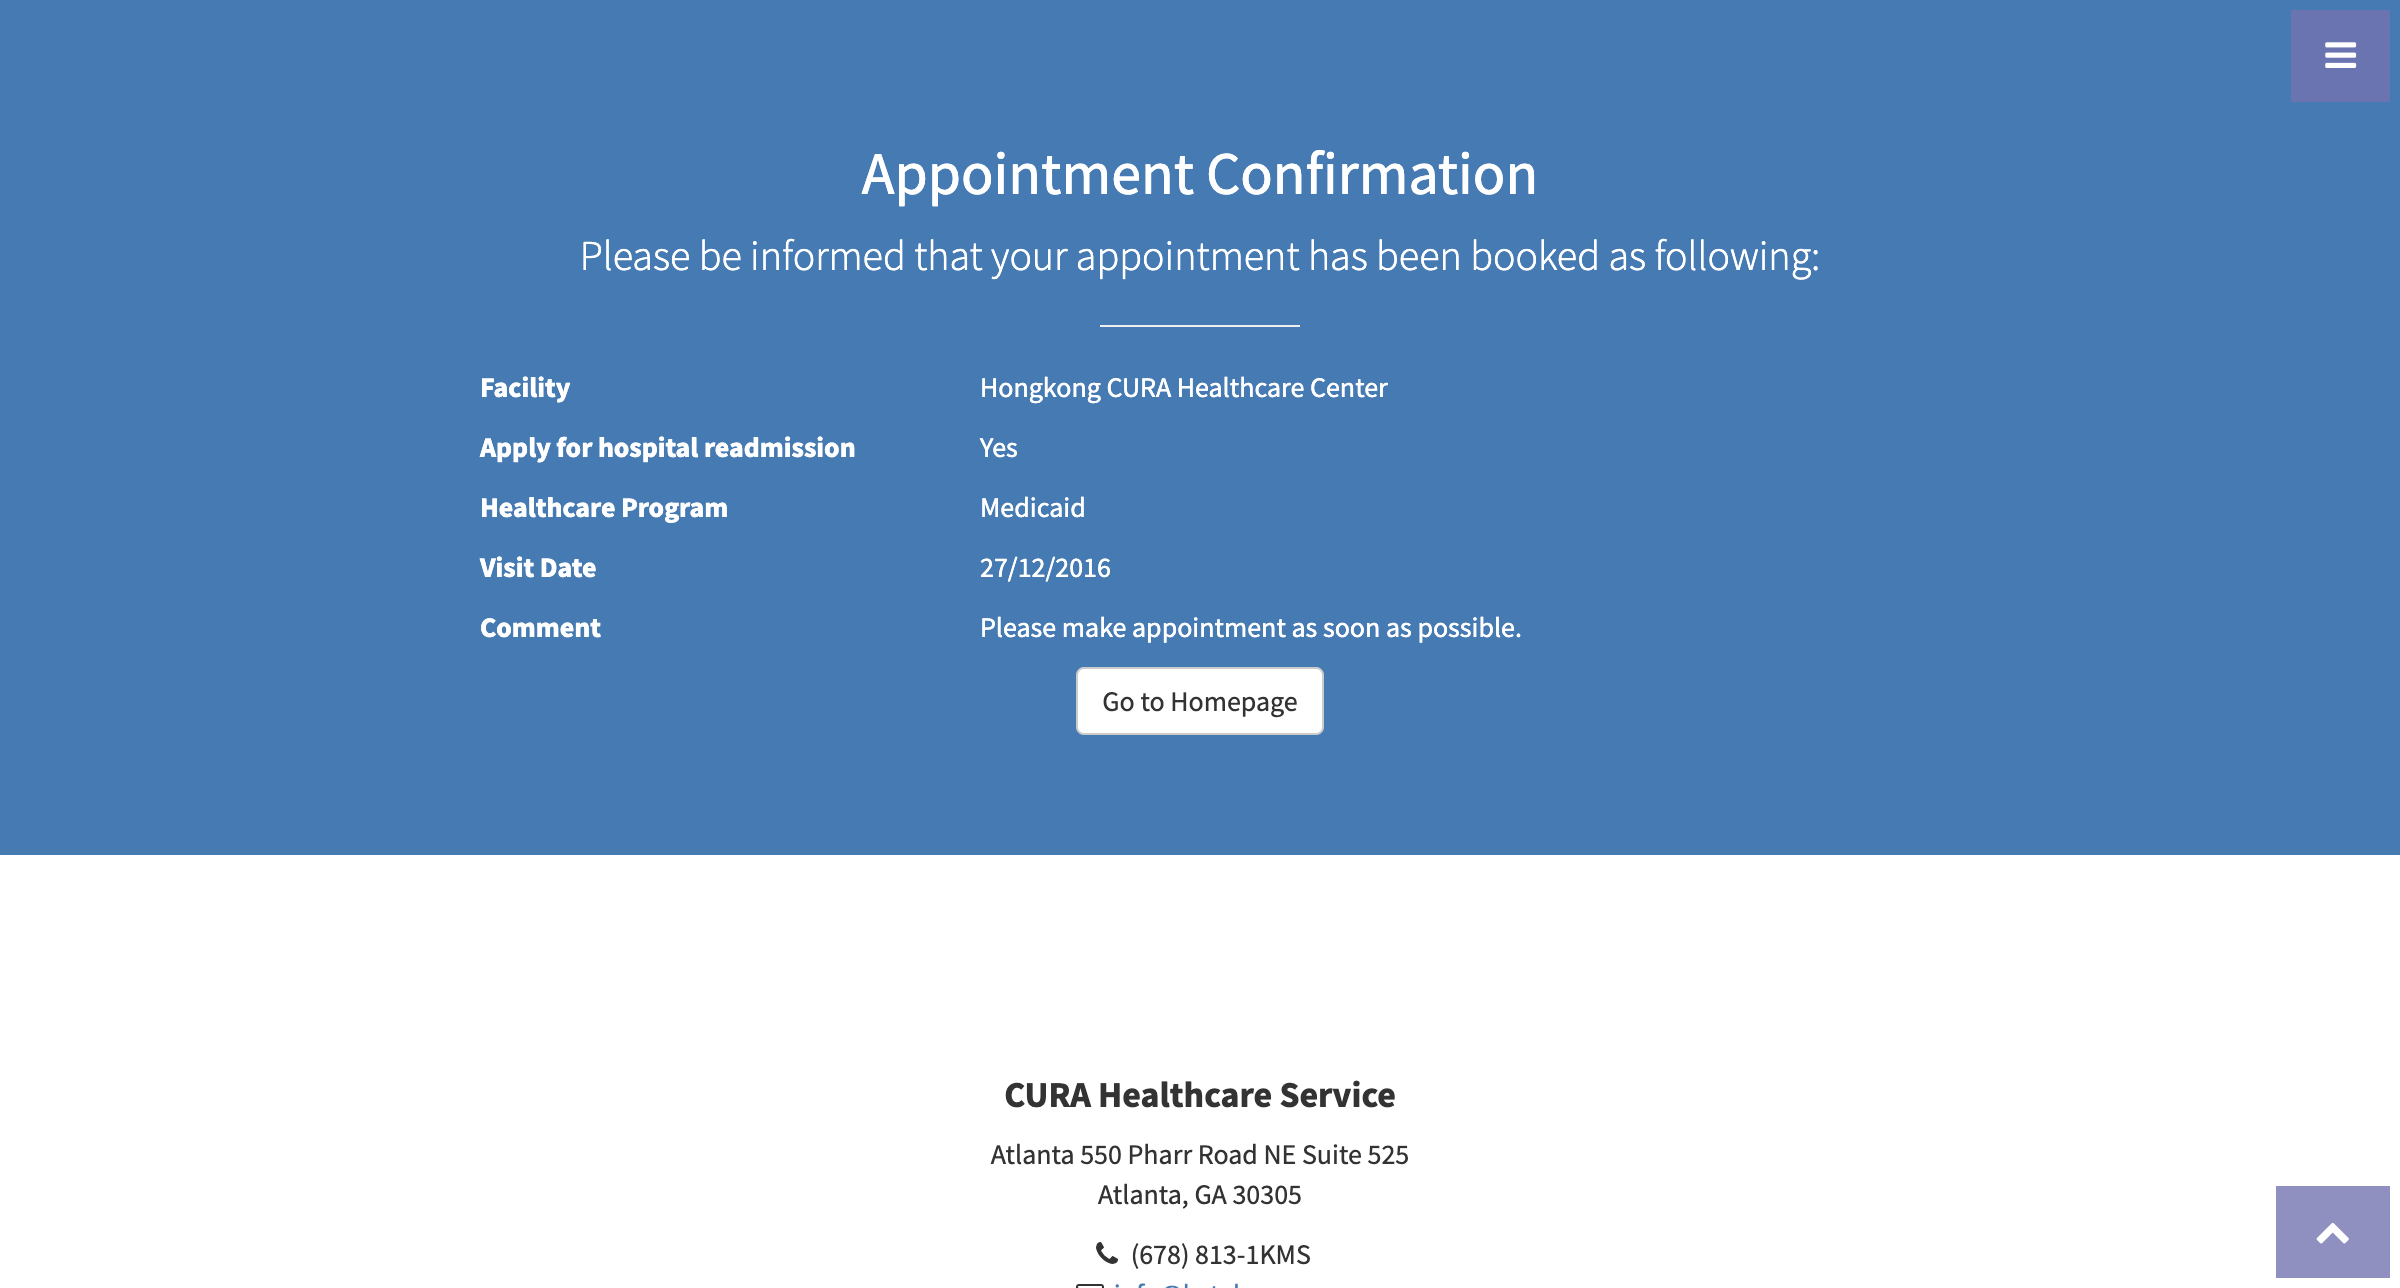 Appointment Confirmation
Please be informed that your appointment has been booked as following:
Facility Hongkong CURA Healthcare Center
Apply for hospital readmission Yes
Healthcare Program Medicaid
Visit Date 27/12/2016
Comment Please make appointment as soon as possible.
Go to Homepage
CURA Healthcare Service
Atlanta 550 Pharr Road NE Suite 525
Atlanta, GA 30305
(678) 813-1KMS